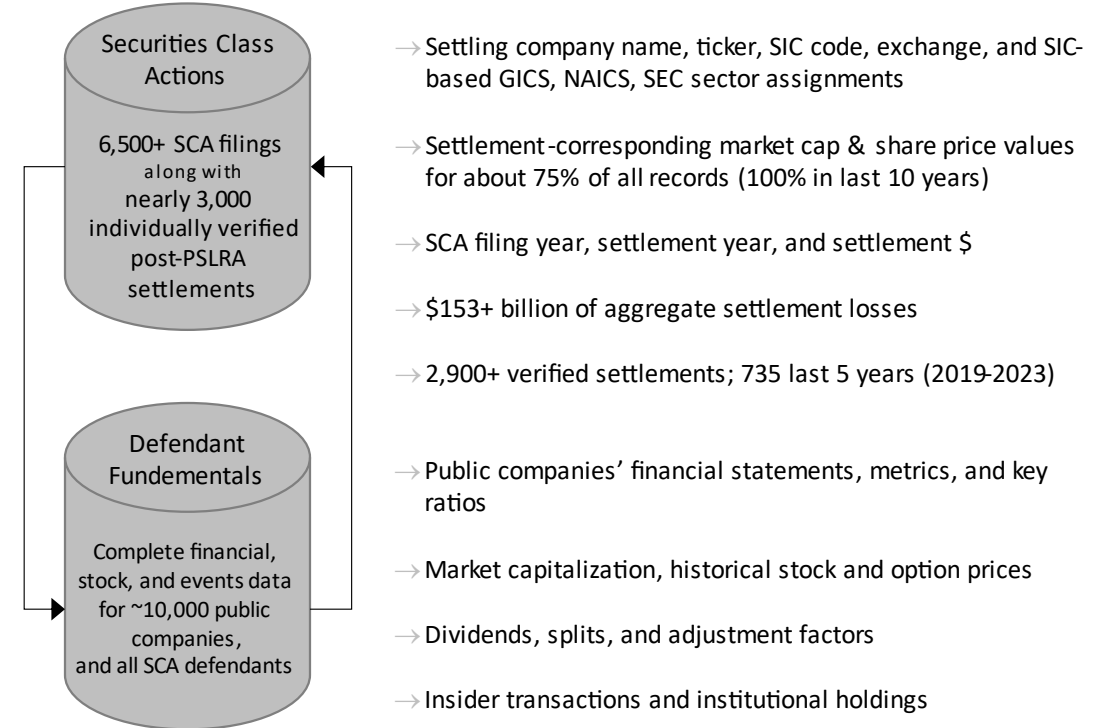 Securities Class
Actions
6,500+ SCA filings
along with
nearly 3,000
individually verified
post-PSLRA
settlements
→ Settling company name, ticker, SIC code, exchange, and SIC-
based GICS, NAICS, SEC sector assignments
→ Settlement-corresponding market cap & share price values
for about 75% of all records (100% in last 10 years)
→ SCA filing year, settlement year, and settlement $
→ $153+ billion of aggregate settlement losses
→ 2,900+ verified settlements; 735 last 5 years (2019-2023)
Defendant
Fundementals
Complete financial,
stock, and events data
for ~10,000 public
companies,
and all SCA defendants
→ Public companies’ financial statements, metrics, and key
ratios
→ Market capitalization, historical stock and option prices
→ Dividends, splits, and adjustment factors
→ Insider transactions and institutional holdings